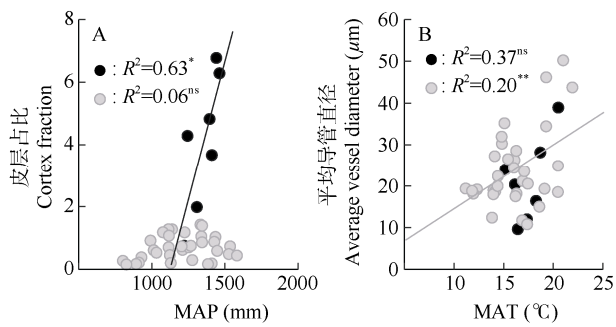 A
●: R²=0.63*
●: R²=0.06ns
皮层占比
Cortex fraction
8
6
4
2
0
1000
1500
2000
MAP (mm)
B
●: R²=0.37ns
●: R²=0.20**
平均导管直径
Average vessel diameter (μm)
60
50
40
30
20
10
0
5
10
15
20
25
MAT (℃)